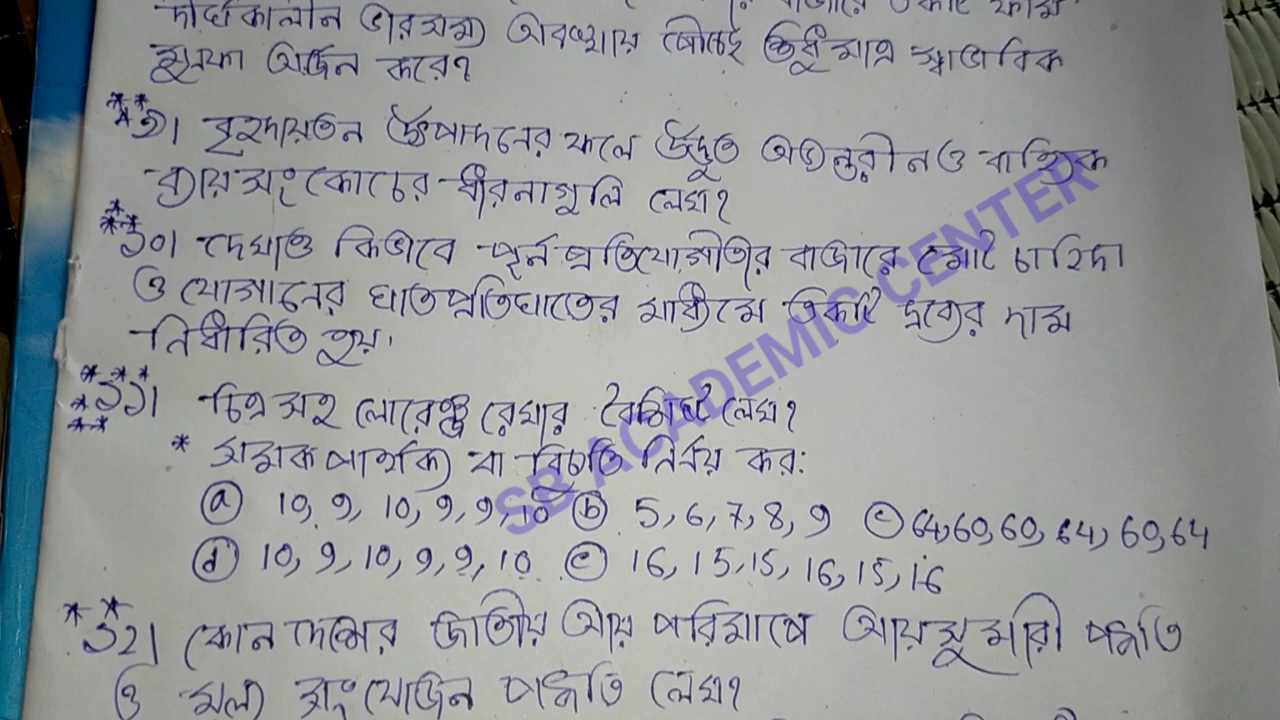 বাজারে একটি ফার্ম
দীর্ঘকালীন ভারসাম্য অবস্থায় পৌঁছেই শুধুমাত্র স্বাভাবিক
মুনাফা অর্জন করে?
*** ৯। বৃহদায়তন উৎপাদনের ফলে উদ্ভূত অভ্যন্তরীন ও বাহ্যিক
ব্যয়সংকোচের ধারনাগুলি লেখ?
*** ১০। দেখাও কিভাবে পূর্ন প্রতিযোগীতার বাজারে মোট চাহিদা
ও যোগানের ঘাতপ্রতিঘাতের মাধ্যমে একটি দ্রব্যের দাম
নির্ধারিত হয়।
*** *** ১১। চিত্র সহ লোরেঞ্জ রেখার বৈশিষ্ট্য লেখ?
* সমক পার্থক্য বা বিচ্যুতি নির্নয় কর:
(a) 10, 9, 10, 9, 9, 10 (b) 5, 6, 7, 8, 9 (c) 64, 60, 60, 64, 60, 64
(d) 10, 9, 10, 9, 9, 10 (e) 16, 15, 15, 16, 15, 16
** ১২। কোন দেশের জাতীয় আয় পরিমাপে আয়সুমারী পদ্ধতি
ও মূল্য সংযোজন পদ্ধতি লেখ?
SB ACADEMIC CENTER